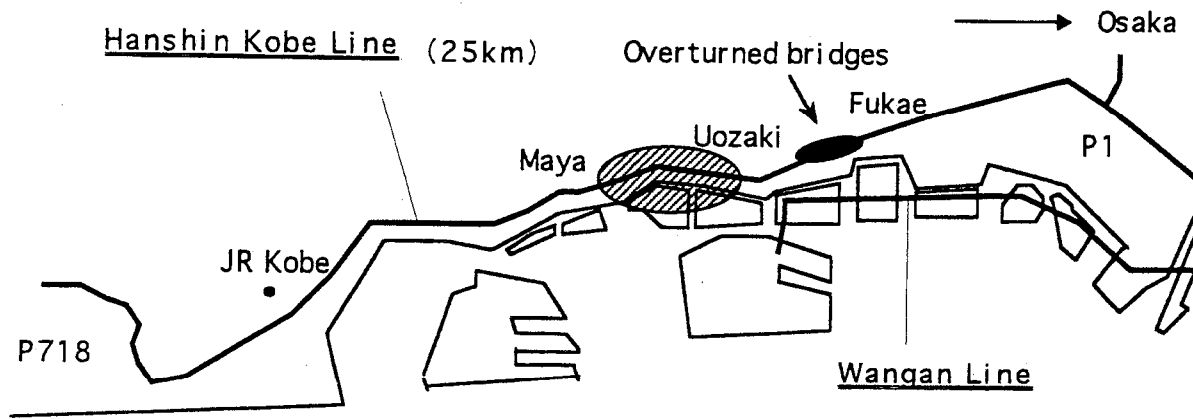 Osaka
Hanshin Kobe Line (25km)
Overturned bridges
Fukae
Uozaki
P1
Maya
JR Kobe
P718
Wangan Line